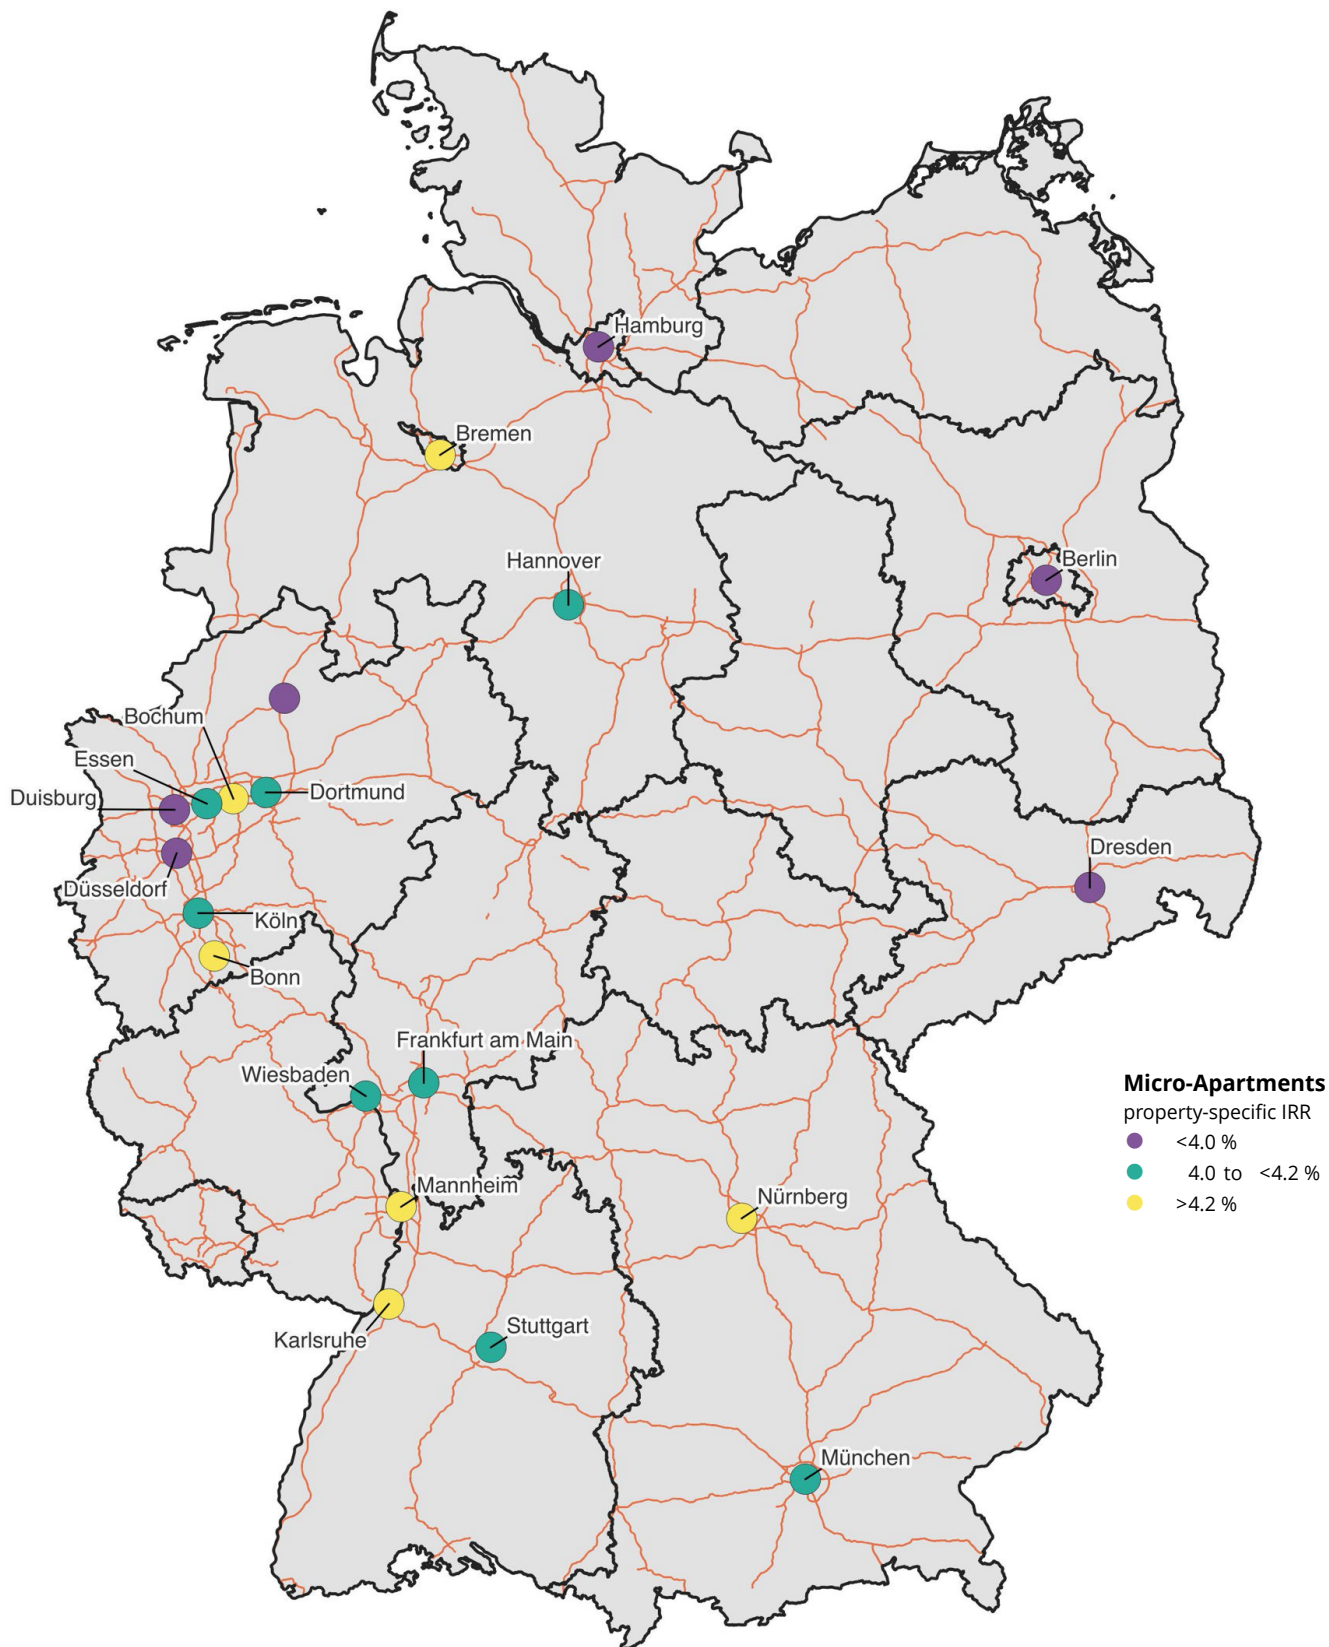 Hamburg
Bremen
Hannover
Berlin
Bochum
Essen
Duisburg
Dortmund
Dresden
Düsseldorf
Köln
Bonn
Frankfurt am Main
Wiesbaden
Micro-Apartments
property-specific IRR
<4.0 %
4.0 to <4.2 %
>4.2 %
Mannheim
Nürnberg
Stuttgart
Karlsruhe
München